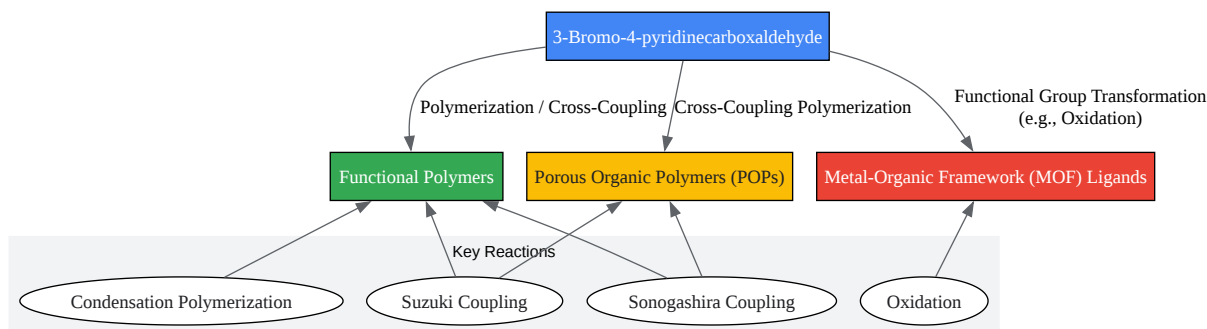 3-Bromo-4-pyridinecarboxaldehyde
Polymerization / Cross-Coupling
Cross-Coupling Polymerization
Functional Group Transformation
(e.g., Oxidation)
Functional Polymers
Porous Organic Polymers (POPs)
Metal-Organic Framework (MOF) Ligands
Key Reactions
Condensation Polymerization
Suzuki Coupling
Sonogashira Coupling
Oxidation